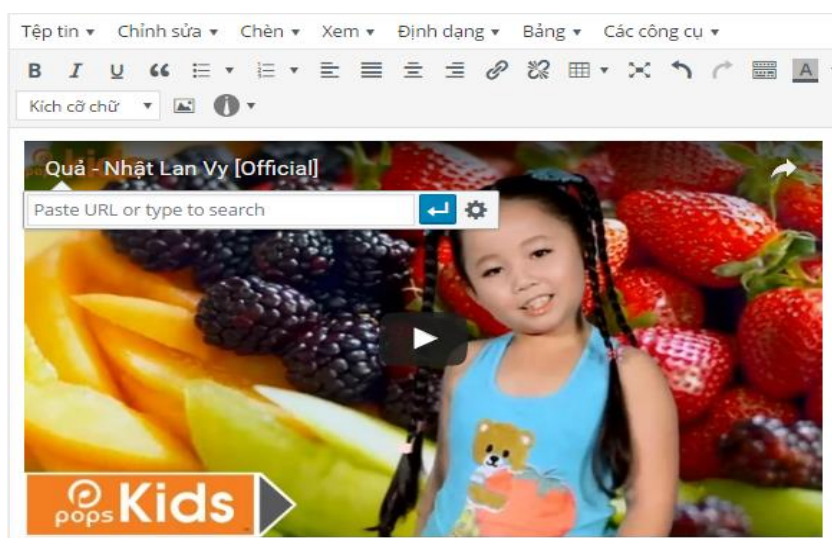 Tệp tin Chỉnh sửa Chèn Xem Định dạng Bảng Các công cụ
B I U A
Kích cỡ chữ
Quả - Nhật Lan Vy [Official]
Paste URL or type to search
pops Kids